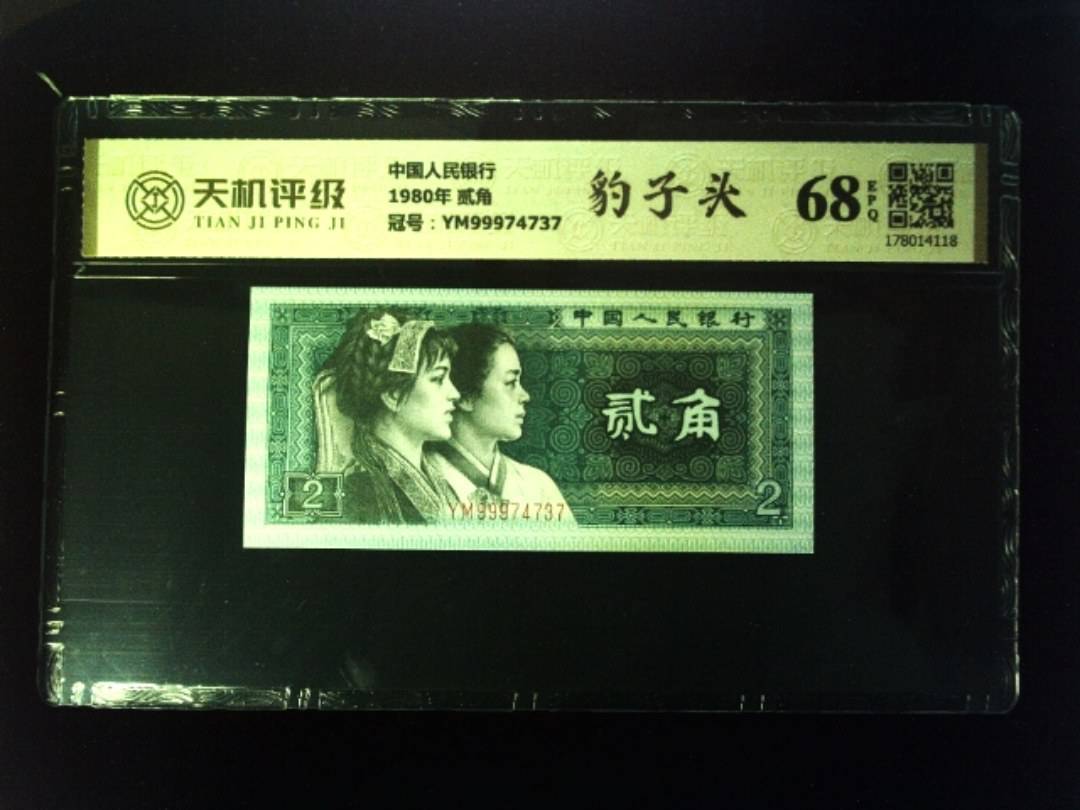 天机评级
TIAN JI PING JI
中国人民银行
1980年 贰角
冠号：YM99974737
豹子头
68
EPQ
178014118
中国人民银行
贰角
2
2
YM99974737